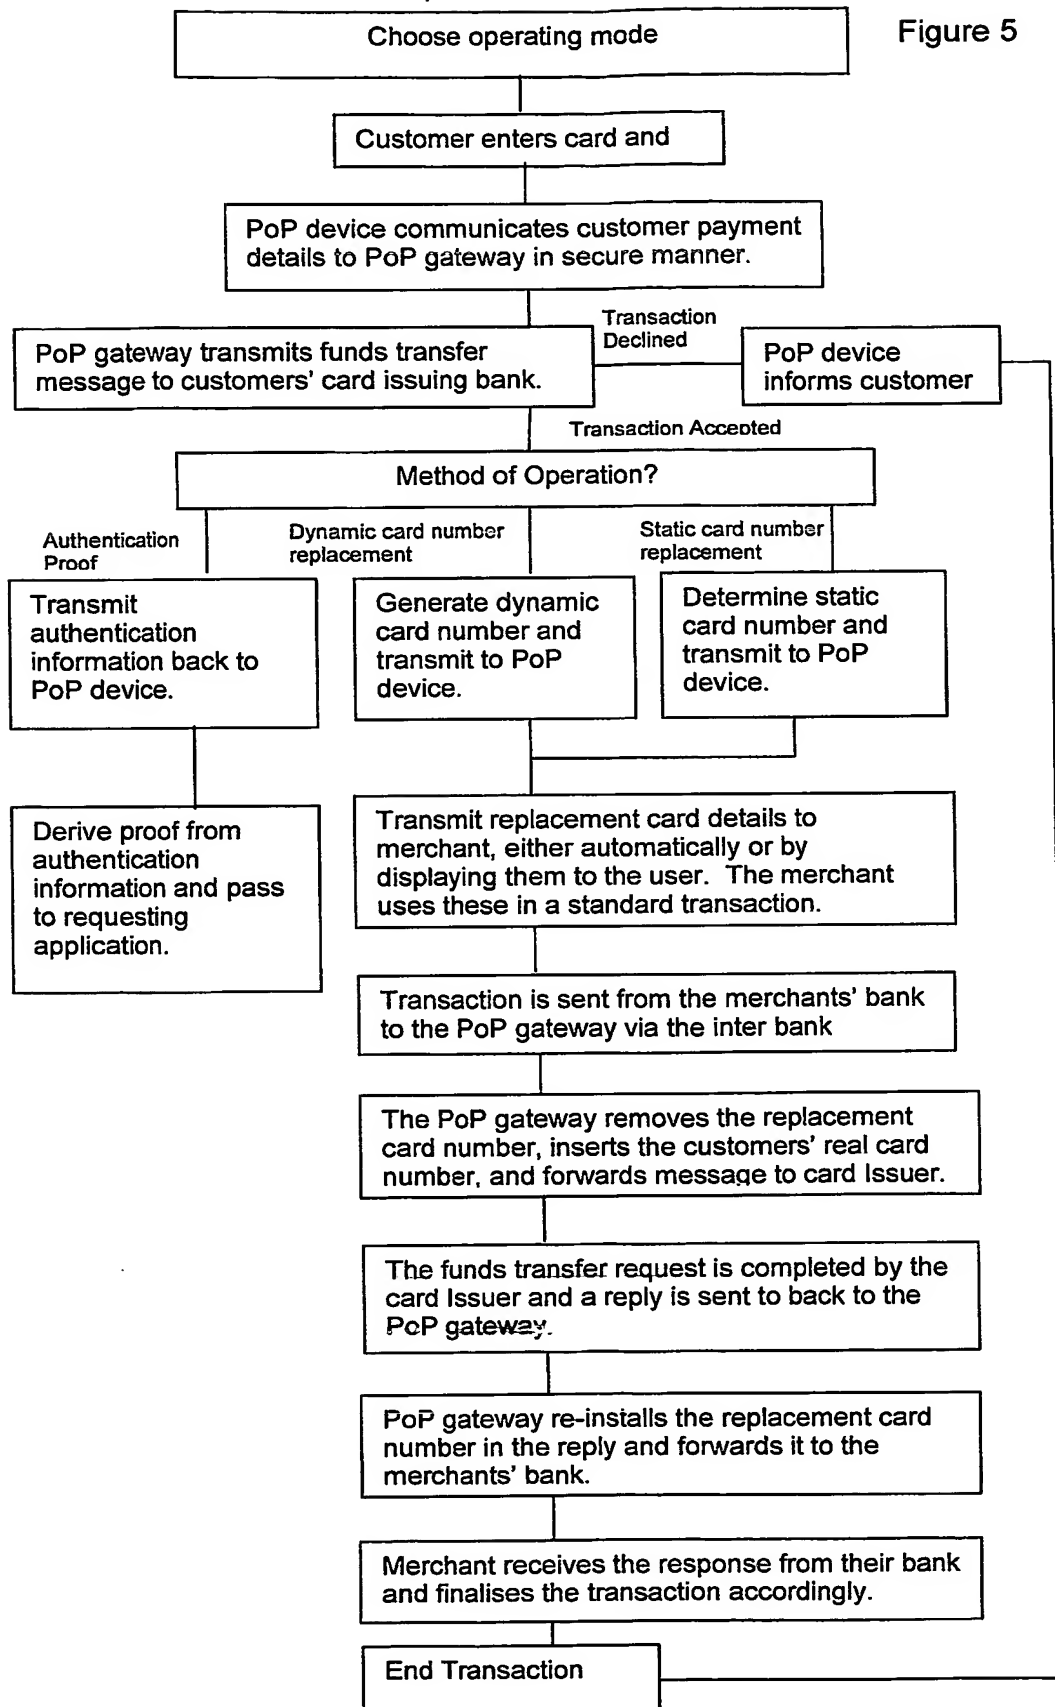 Figure 5
Choose operating mode
Customer enters card and
PoP device communicates customer payment
details to PoP gateway in secure manner.
PoP gateway transmits funds transfer
message to customers' card issuing bank.
Transaction
Declined
PoP device
informs customer
Transaction Accepted
Method of Operation?
Authentication
Proof
Dynamic card number
replacement
Static card number
replacement
Transmit
authentication
information back to
PoP device.
Generate dynamic
card number and
transmit to PoP
device.
Determine static
card number and
transmit to PoP
device.
Derive proof from
authentication
information and pass
to requesting
application.
Transmit replacement card details to
merchant, either automatically or by
displaying them to the user. The merchant
uses these in a standard transaction.
Transaction is sent from the merchants' bank
to the PoP gateway via the inter bank
The PoP gateway removes the replacement
card number, inserts the customers' real card
number, and forwards message to card Issuer.
The funds transfer request is completed by the
card Issuer and a reply is sent to back to the
PoP gateway.
PoP gateway re-installs the replacement card
number in the reply and forwards it to the
merchants' bank.
Merchant receives the response from their bank
and finalises the transaction accordingly.
End Transaction